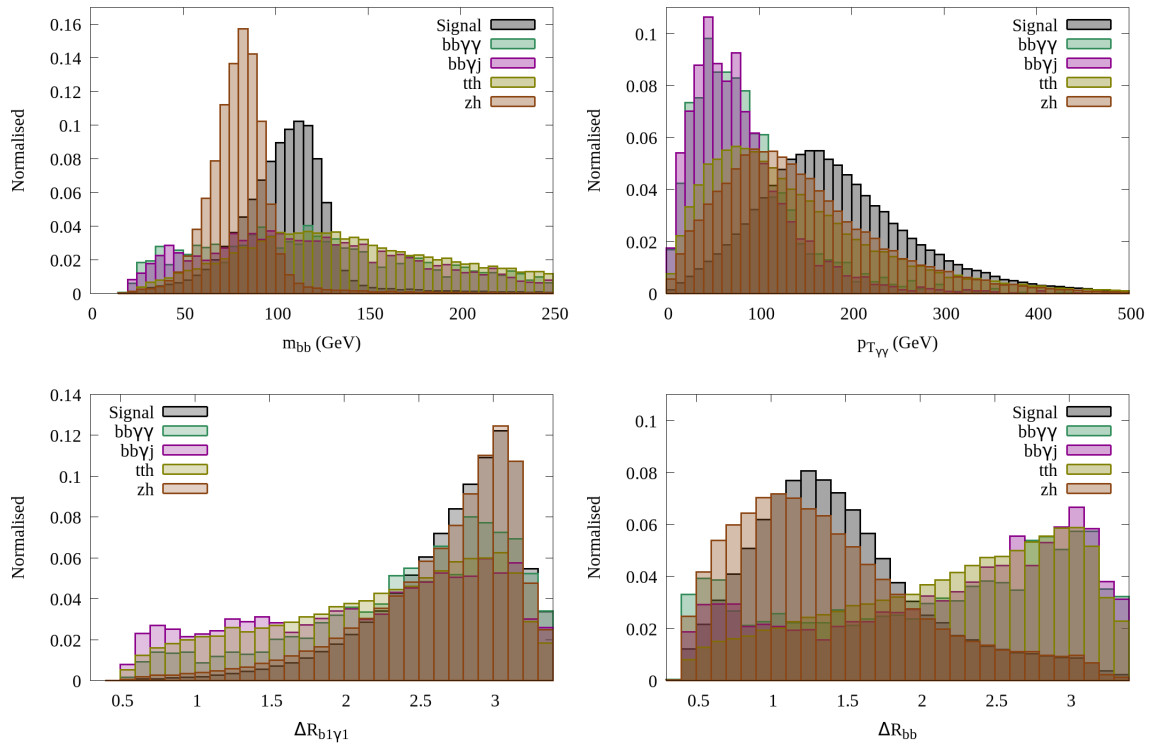 0.16
0.14
0.12
0.1
0.08
0.06
0.04
0.02
0
Normalised
Signal
bbγγ
bbγj
tth
zh
0 50 100 150 200 250
m_bb (GeV)
0.1
0.08
0.06
0.04
0.02
0
Normalised
Signal
bbγγ
bbγj
tth
zh
0 100 200 300 400 500
p_Tγγ (GeV)
0.14
0.12
0.1
0.08
0.06
0.04
0.02
0
Normalised
Signal
bbγγ
bbγj
tth
zh
0.5 1 1.5 2 2.5 3
ΔR_b1γ1
0.1
0.08
0.06
0.04
0.02
0
Normalised
Signal
bbγγ
bbγj
tth
zh
0.5 1 1.5 2 2.5 3
ΔR_bb